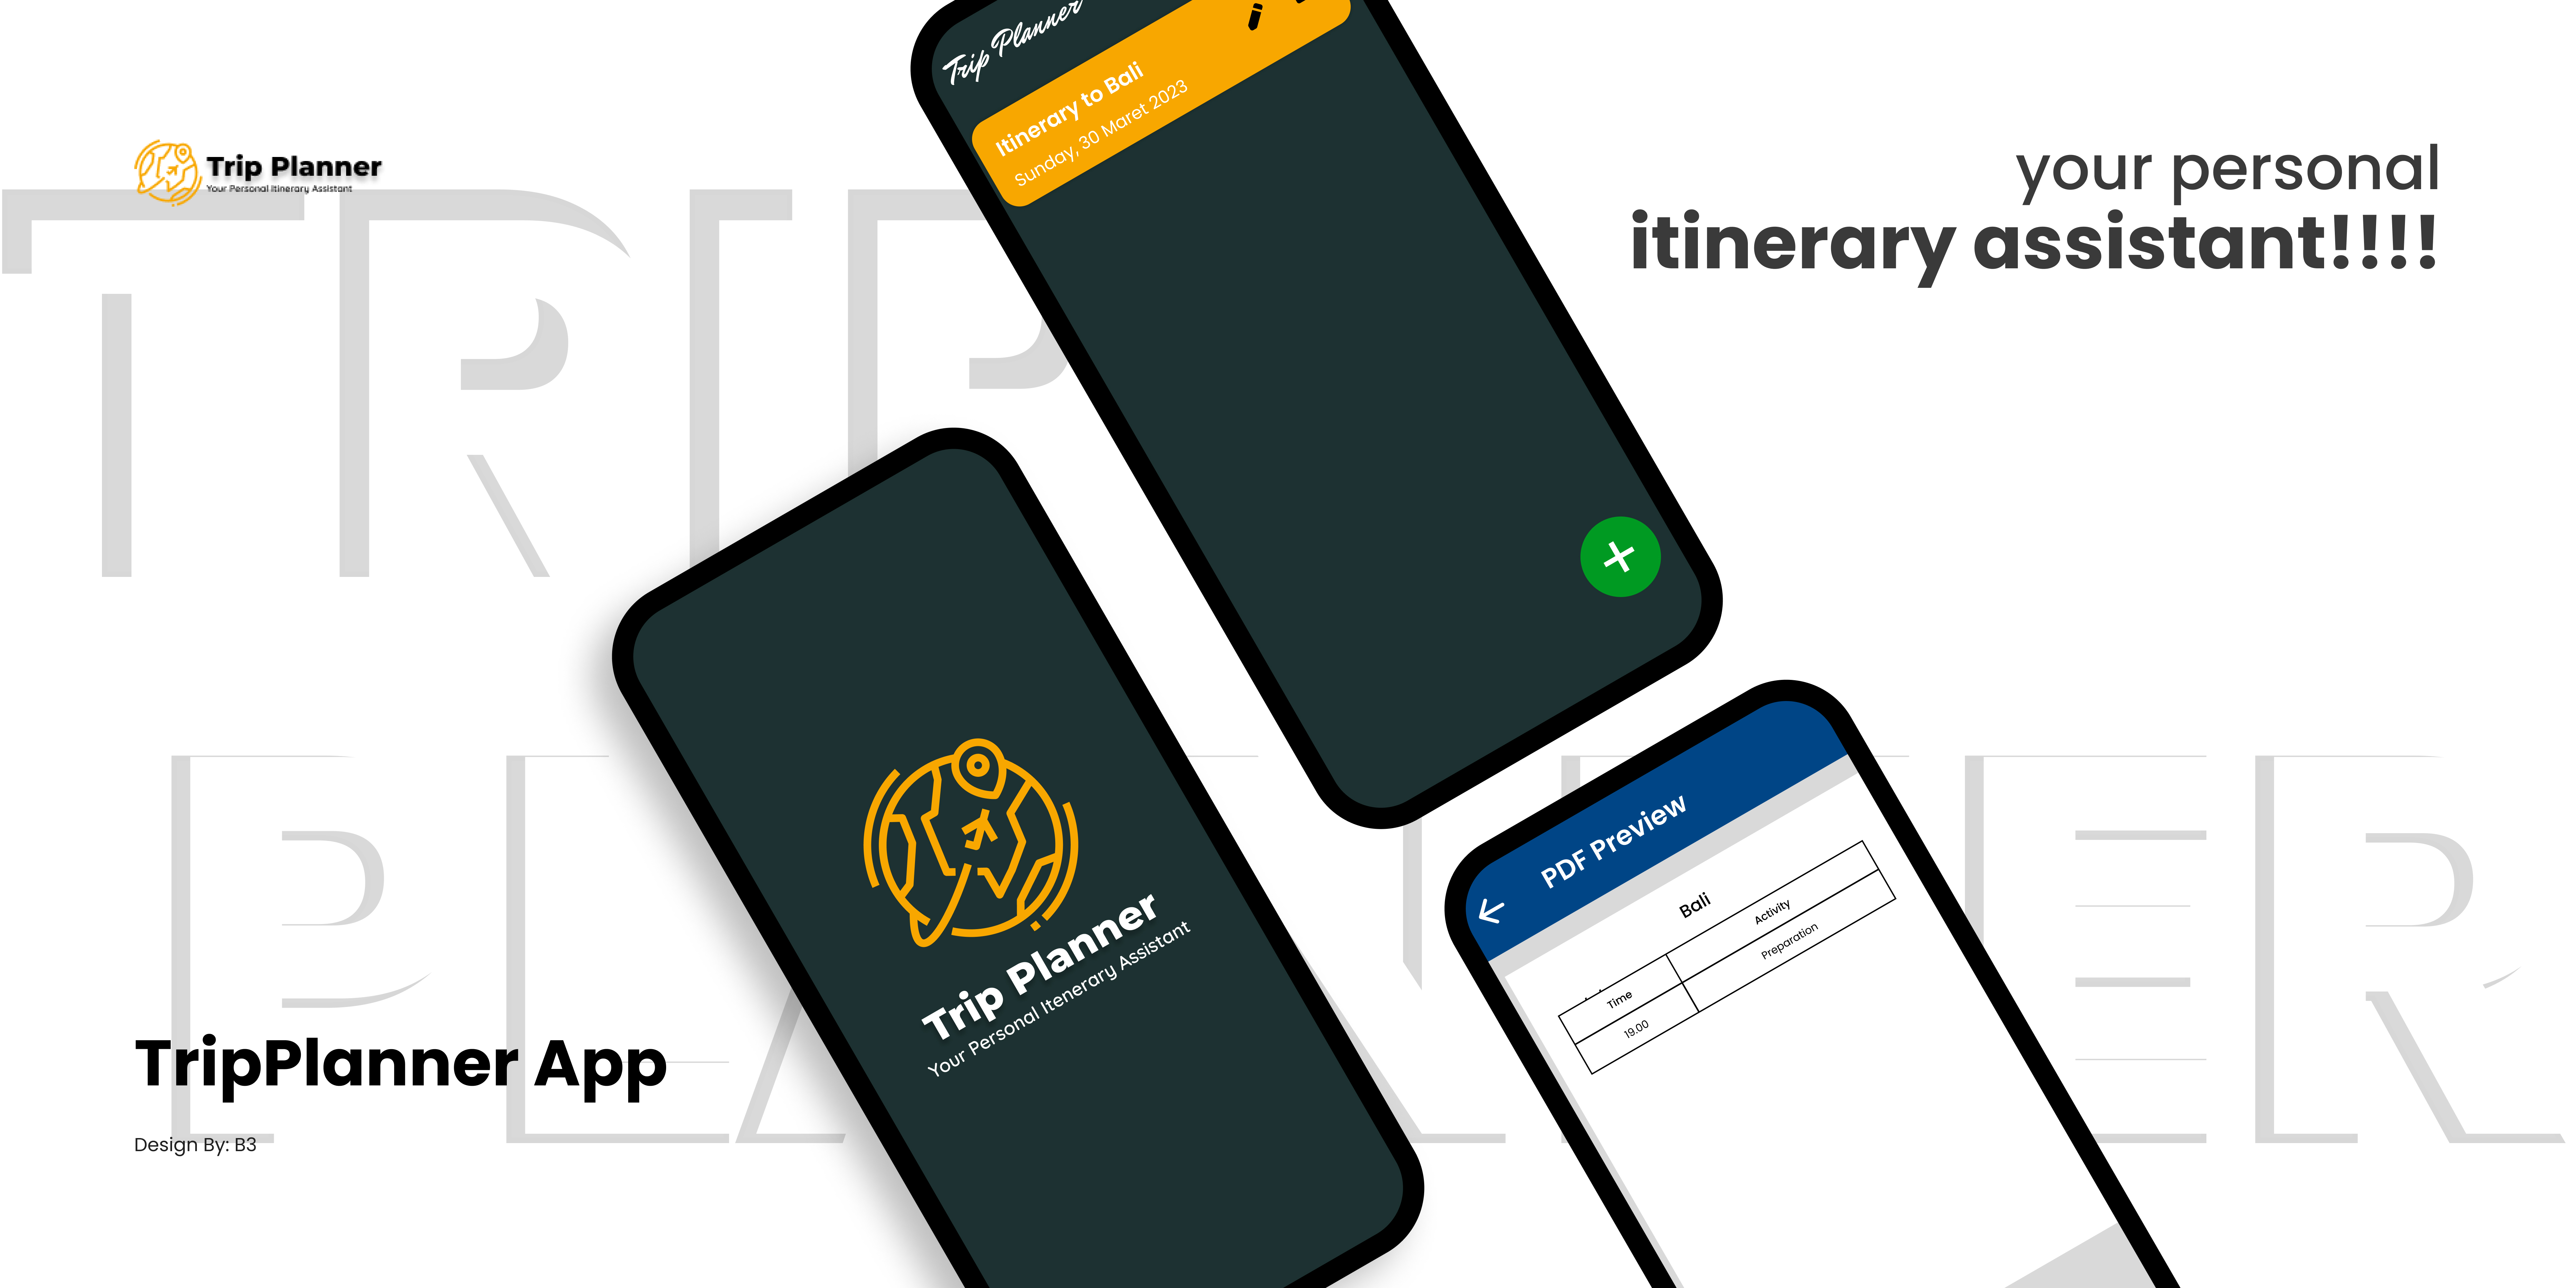 Trip Planner
Your Personal Itinerary Assistant
your personal
itinerary assistant!!!!
TRIP
PLANNER
Trip Planner
Itinerary to Bali
Sunday, 30 Maret 2023
Trip Planner
Your Personal Itenerary Assistant
PDF Preview
Bali
Time Activity
19.00 Preparation
TripPlanner App
Design By: B3